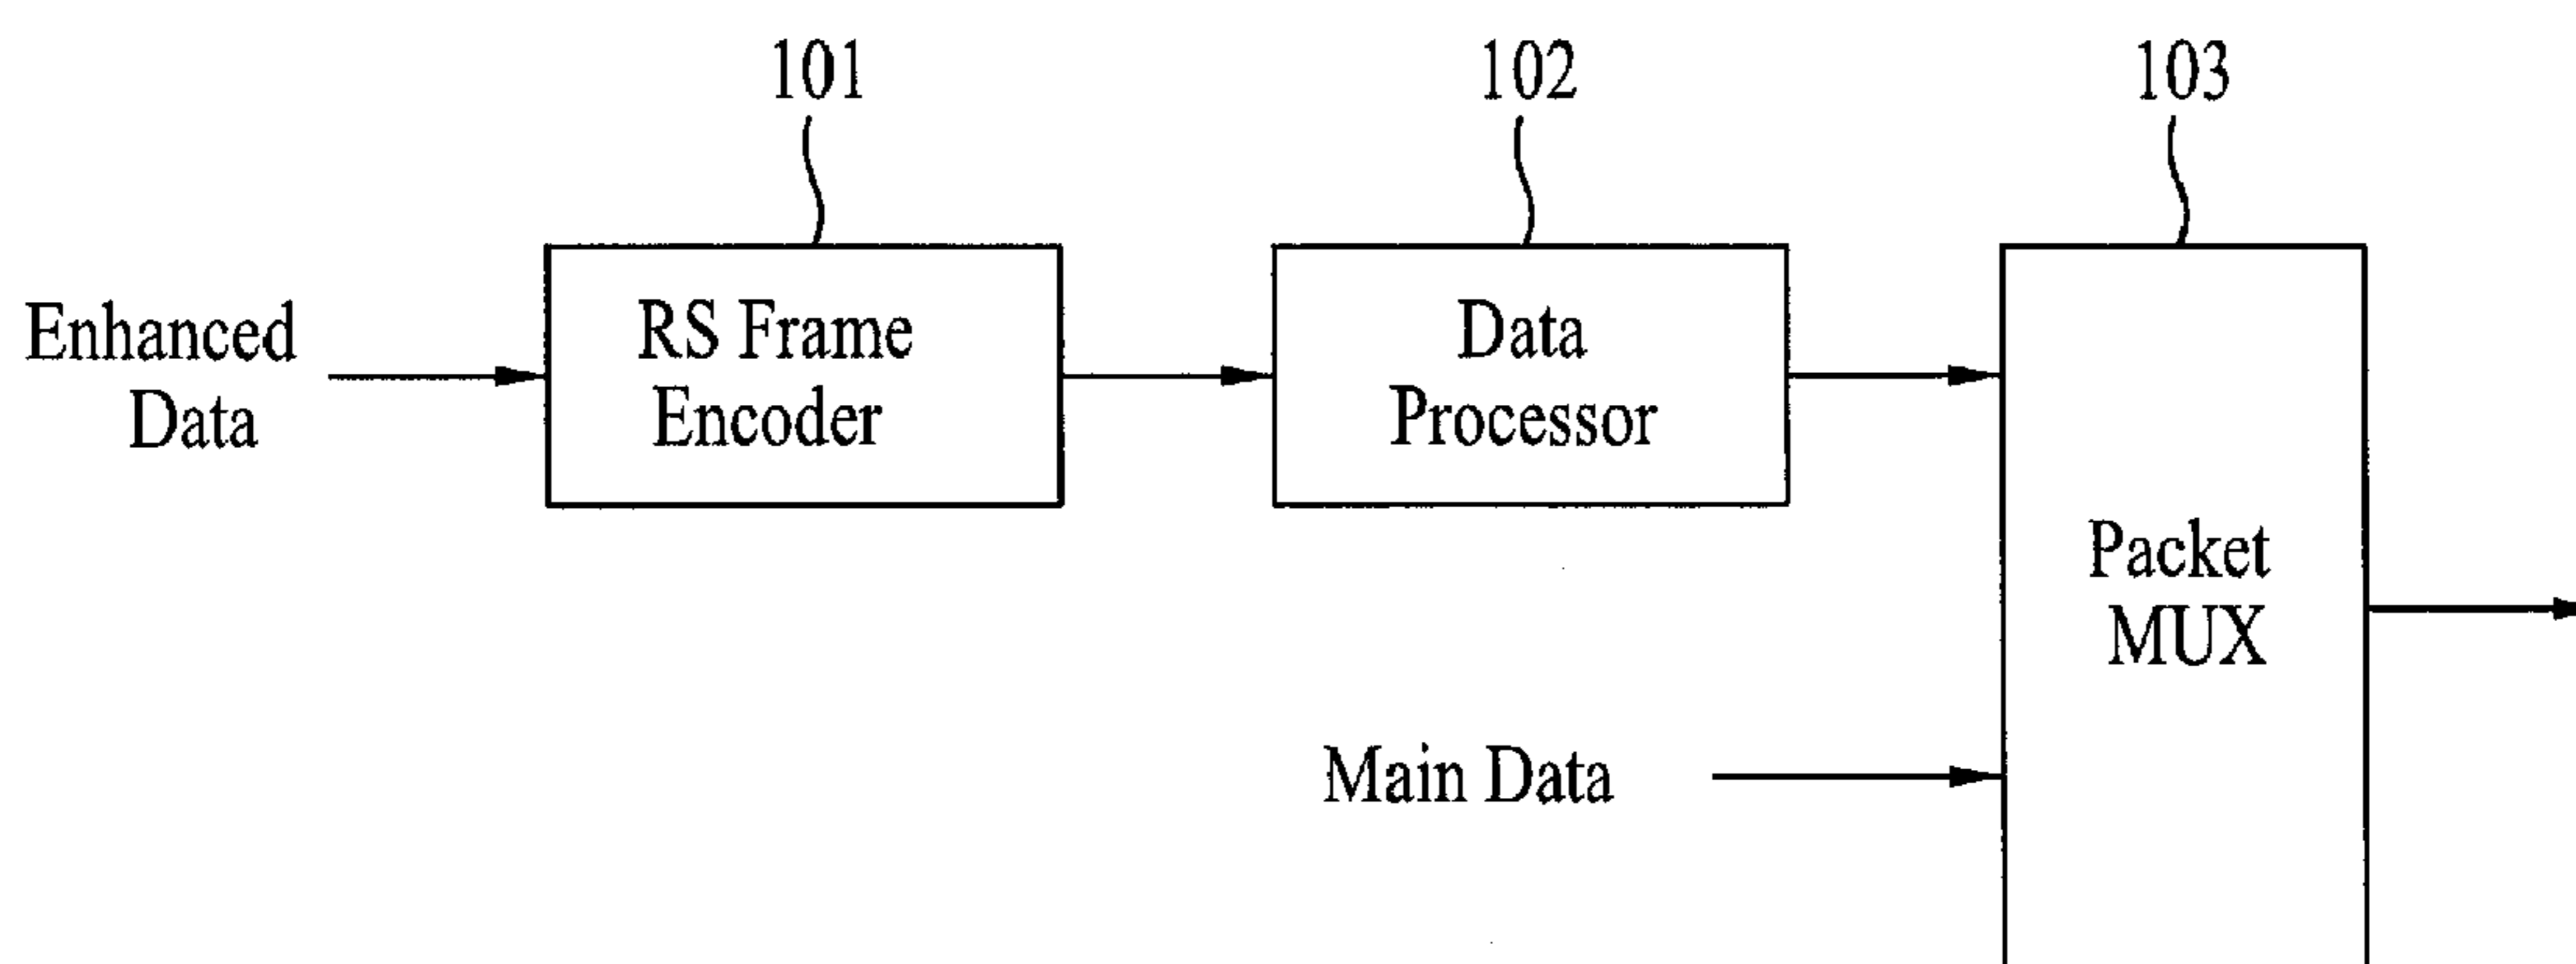 101
102
103
Enhanced
Data
RS Frame
Encoder
Data
Processor
Packet
MUX
Main Data